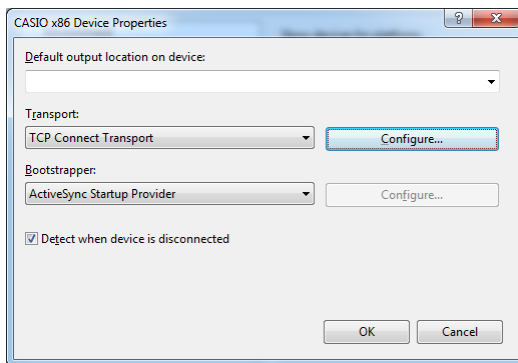 CASIO x86 Device Properties
?
Default output location on device:
Transport:
TCP Connect Transport
Configure...
Bootstrapper:
ActiveSync Startup Provider
Configure...
Detect when device is disconnected
OK
Cancel